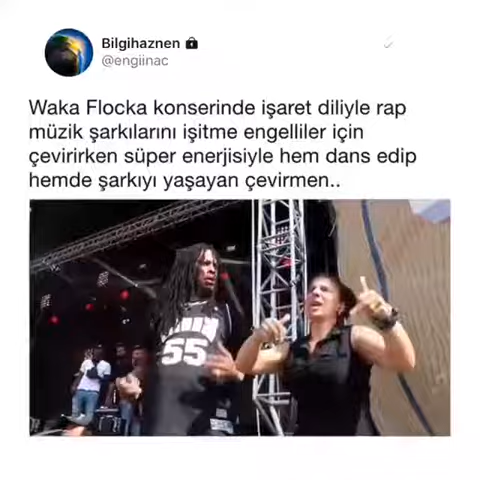 Bilgihaznen
@engiinac
Waka Flocka konserinde işaret diliyle rap
müzik şarkılarını işitme engelliler için
çevirirken süper enerjisiyle hem dans edip
hemde şarkıyı yaşayan çevirmen..
55